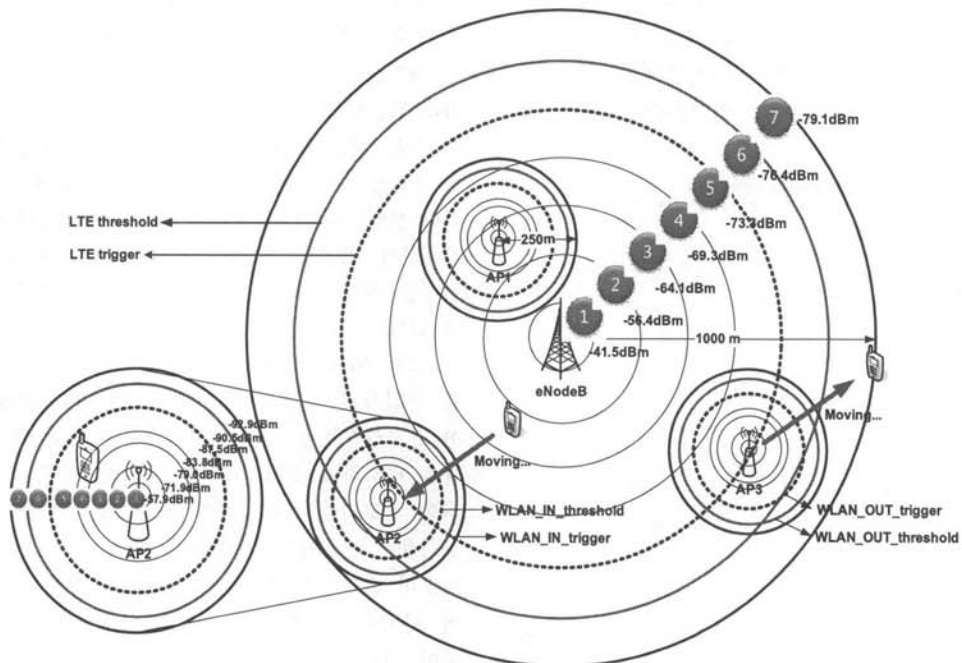 7
-79.1dBm
6
-76.4dBm
5
-73.3dBm
4
-69.3dBm
3
-64.1dBm
2
-56.4dBm
1
-41.5dBm
LTE threshold
LTE trigger
250m
AP1
1000 m
eNodeB
Moving...
Moving...
-92.9dBm
-90.5dBm
-87.5dBm
-83.8dBm
-79.0dBm
-71.9dBm
-57.9dBm
AP2
AP2
AP3
WLAN_IN_threshold
WLAN_IN_trigger
WLAN_OUT_trigger
WLAN_OUT_threshold